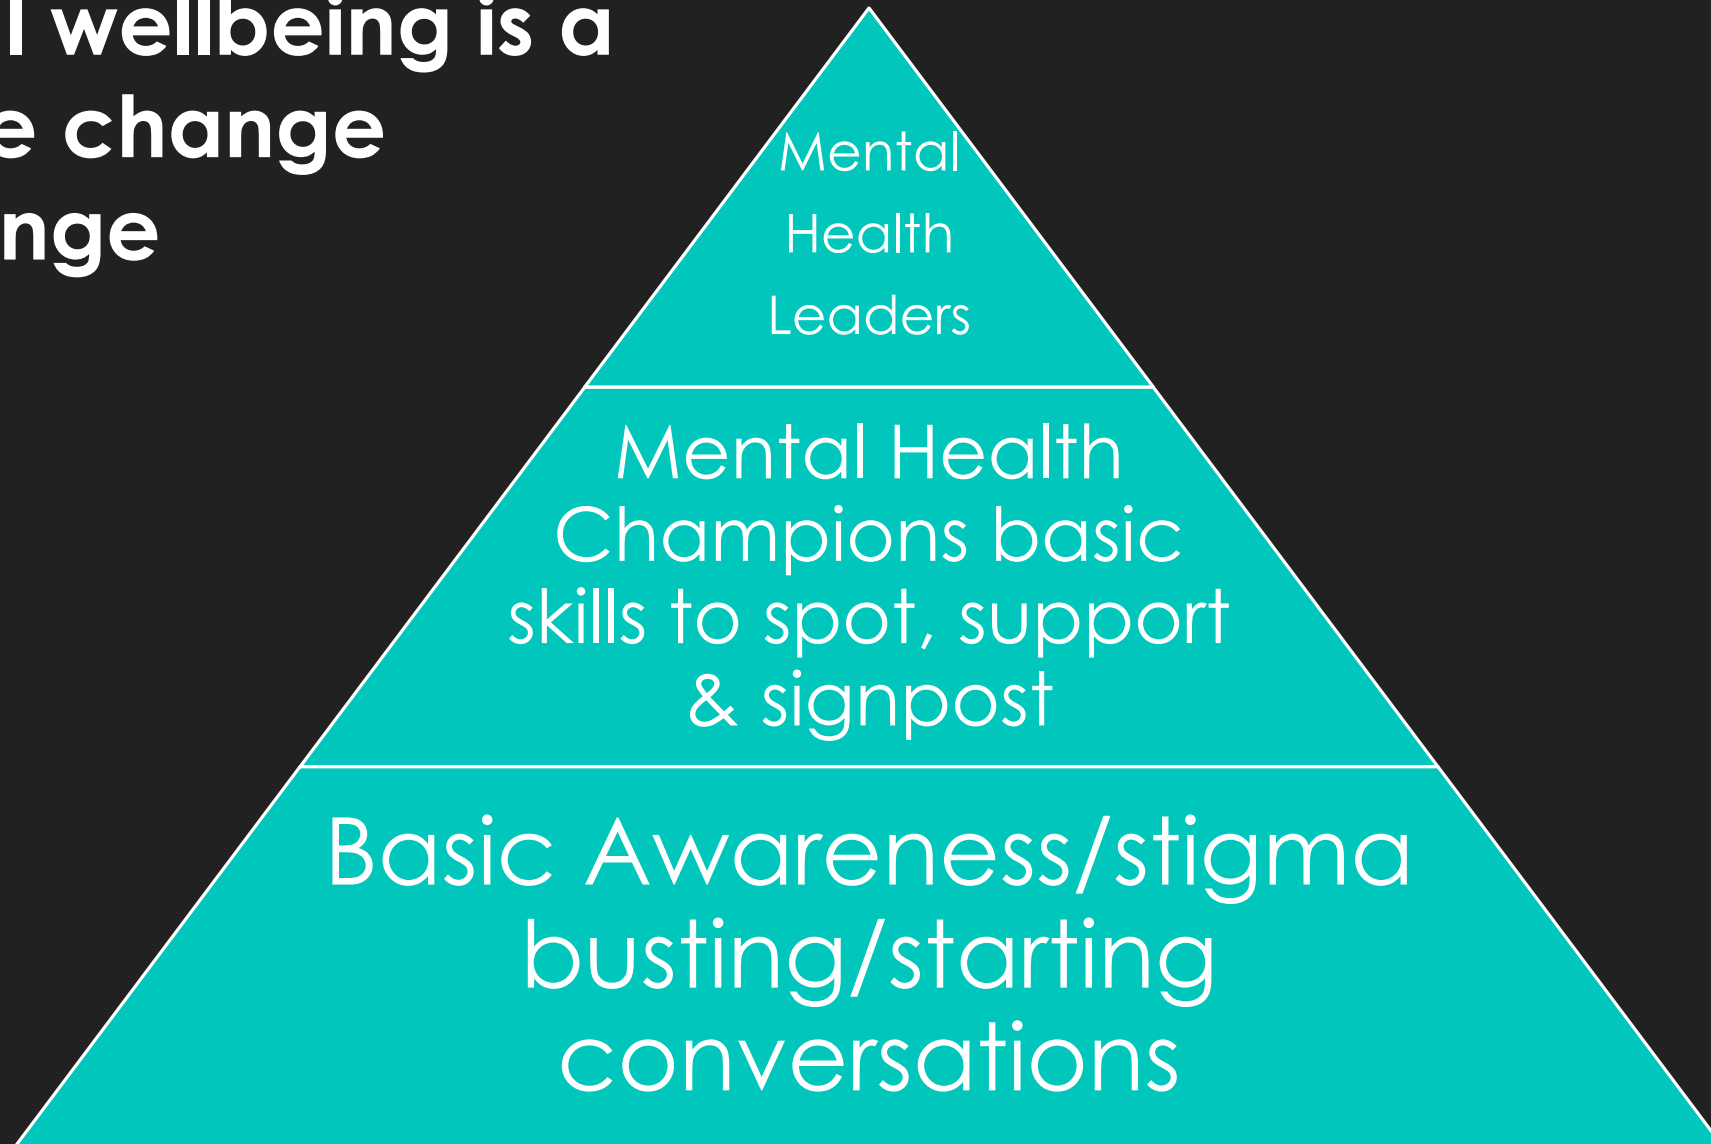 wellbeing is a
change
Mental
Health
Leaders
Mental Health
Champions basic
skills to spot, support
& signpost
Basic Awareness/stigma
busting/starting
conversations